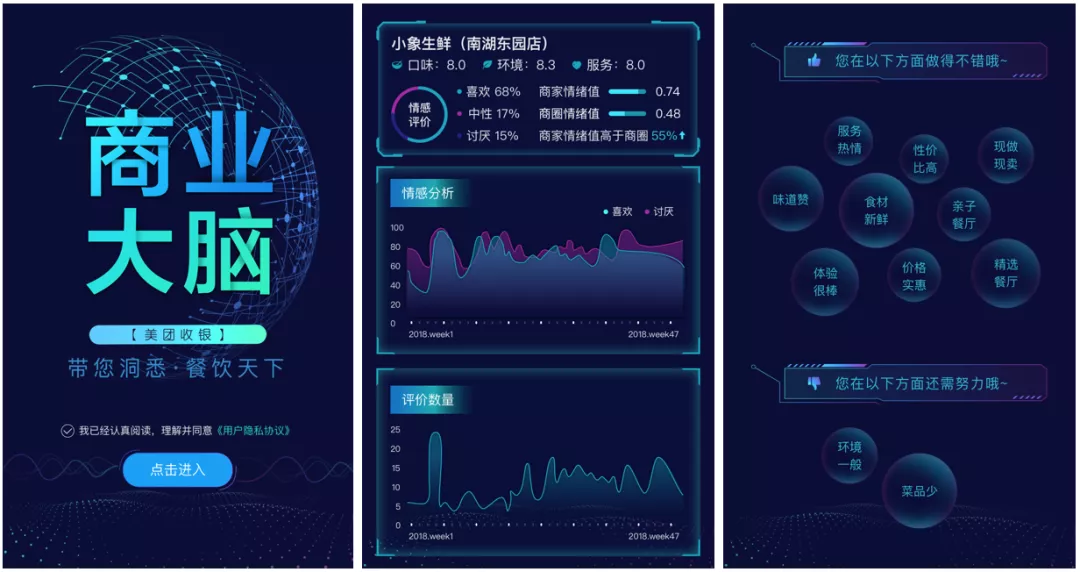 商业
大脑
【美团收银】
带您洞悉·餐饮天下
我已经认真阅读，理解并同意《用户隐私协议》
点击进入
小象生鲜（南湖东园店）
口味：8.0 环境：8.3 服务：8.0
情感
评价
喜欢 68%
中性 17%
讨厌 15%
商家情绪值 0.74
商圈情绪值 0.48
商家情绪值高于商圈 55%↑
情感分析
喜欢 讨厌
100
80
60
40
20
0
2018.week1 2018.week47
评价数量
25
20
15
10
5
0
2018.week1 2018.week47
您在以下方面做得不错哦~
服务
热情
性价
比高
现做
现卖
味道赞
食材
新鲜
亲子
餐厅
体验
很棒
价格
实惠
精选
餐厅
您在以下方面还需努力哦~
环境
一般
菜品少